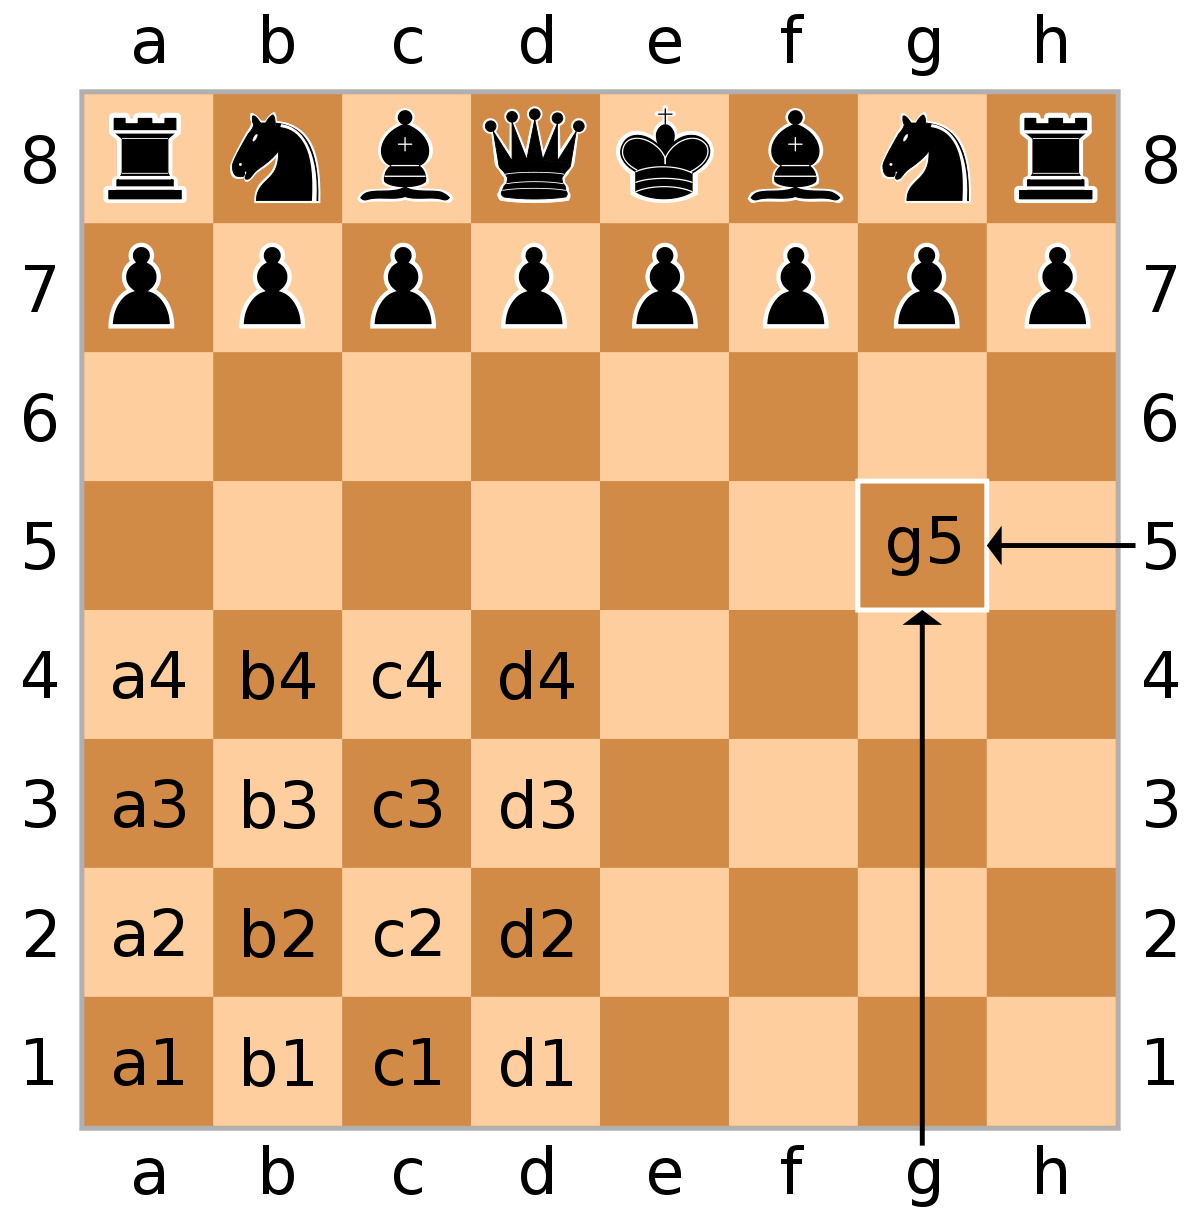 a b c d e f g h
8 8
7 7
6 6
5 g5 5
4 a4 b4 c4 d4 4
3 a3 b3 c3 d3 3
2 a2 b2 c2 d2 2
1 a1 b1 c1 d1 1
a b c d e f g h